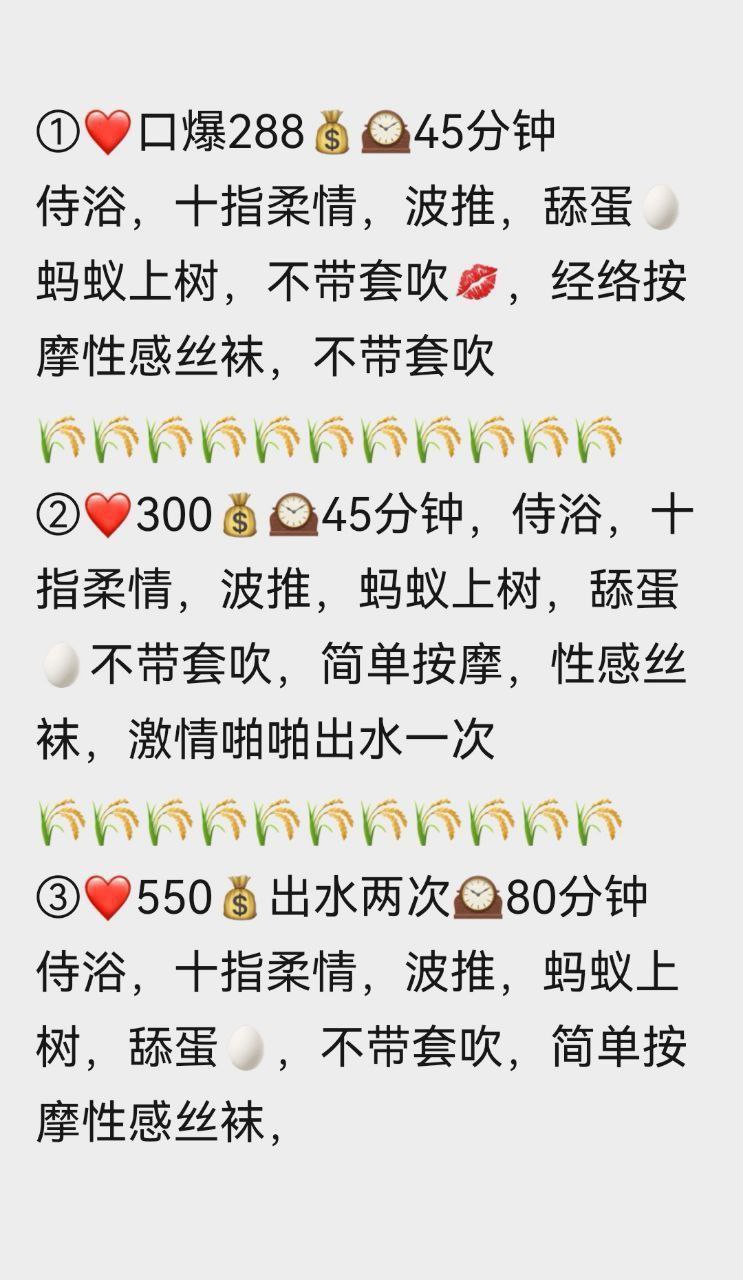 ①❤️口爆288💰🕰️45分钟
侍浴，十指柔情，波推，舔蛋🥚
蚂蚁上树，不带套吹💋，经络按
摩性感丝袜，不带套吹
🌾🌾🌾🌾🌾🌾🌾🌾🌾🌾🌾
②❤️300💰🕰️45分钟，侍浴，十
指柔情，波推，蚂蚁上树，舔蛋
🥚不带套吹，简单按摩，性感丝
袜，激情啪啪出水一次
🌾🌾🌾🌾🌾🌾🌾🌾🌾🌾🌾
③❤️550💰出水两次🕰️80分钟
侍浴，十指柔情，波推，蚂蚁上
树，舔蛋🥚，不带套吹，简单按
摩性感丝袜，